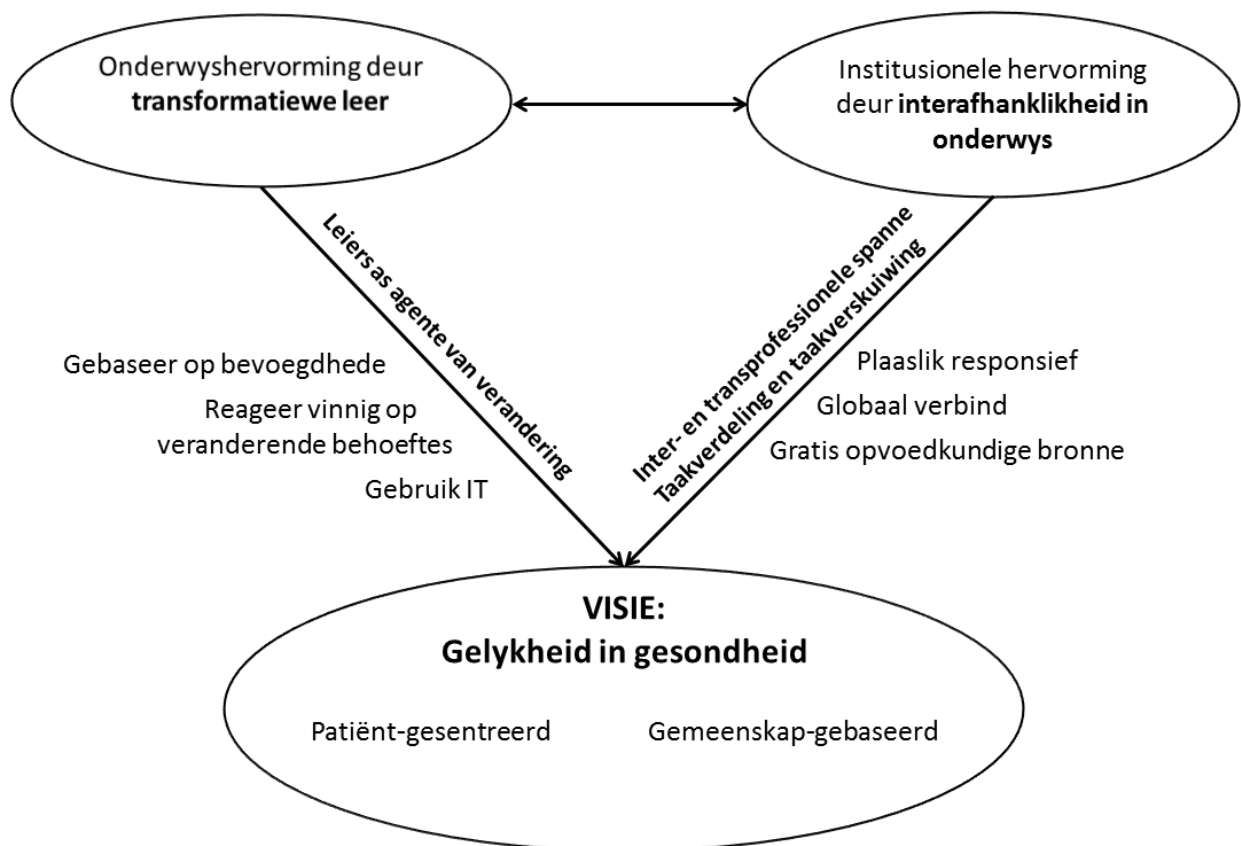 Onderwyshervorming deur
transformatiewe leer
Institusionele hervorming
deur interafhanklikheid in
onderwys
Leiers as agente van verandering
Inter- en transprofessionele spanne
Taakverdeling en taakverskuiwing
Gebaseer op bevoegdhede
Reageer vinnig op
veranderende behoeftes
Gebruik IT
Plaaslik responsief
Globaal verbind
Gratis opvoedkundige bronne
VISIE:
Gelykheid in gesondheid
Patiënt-gesentreerd
Gemeenskap-gebaseerd